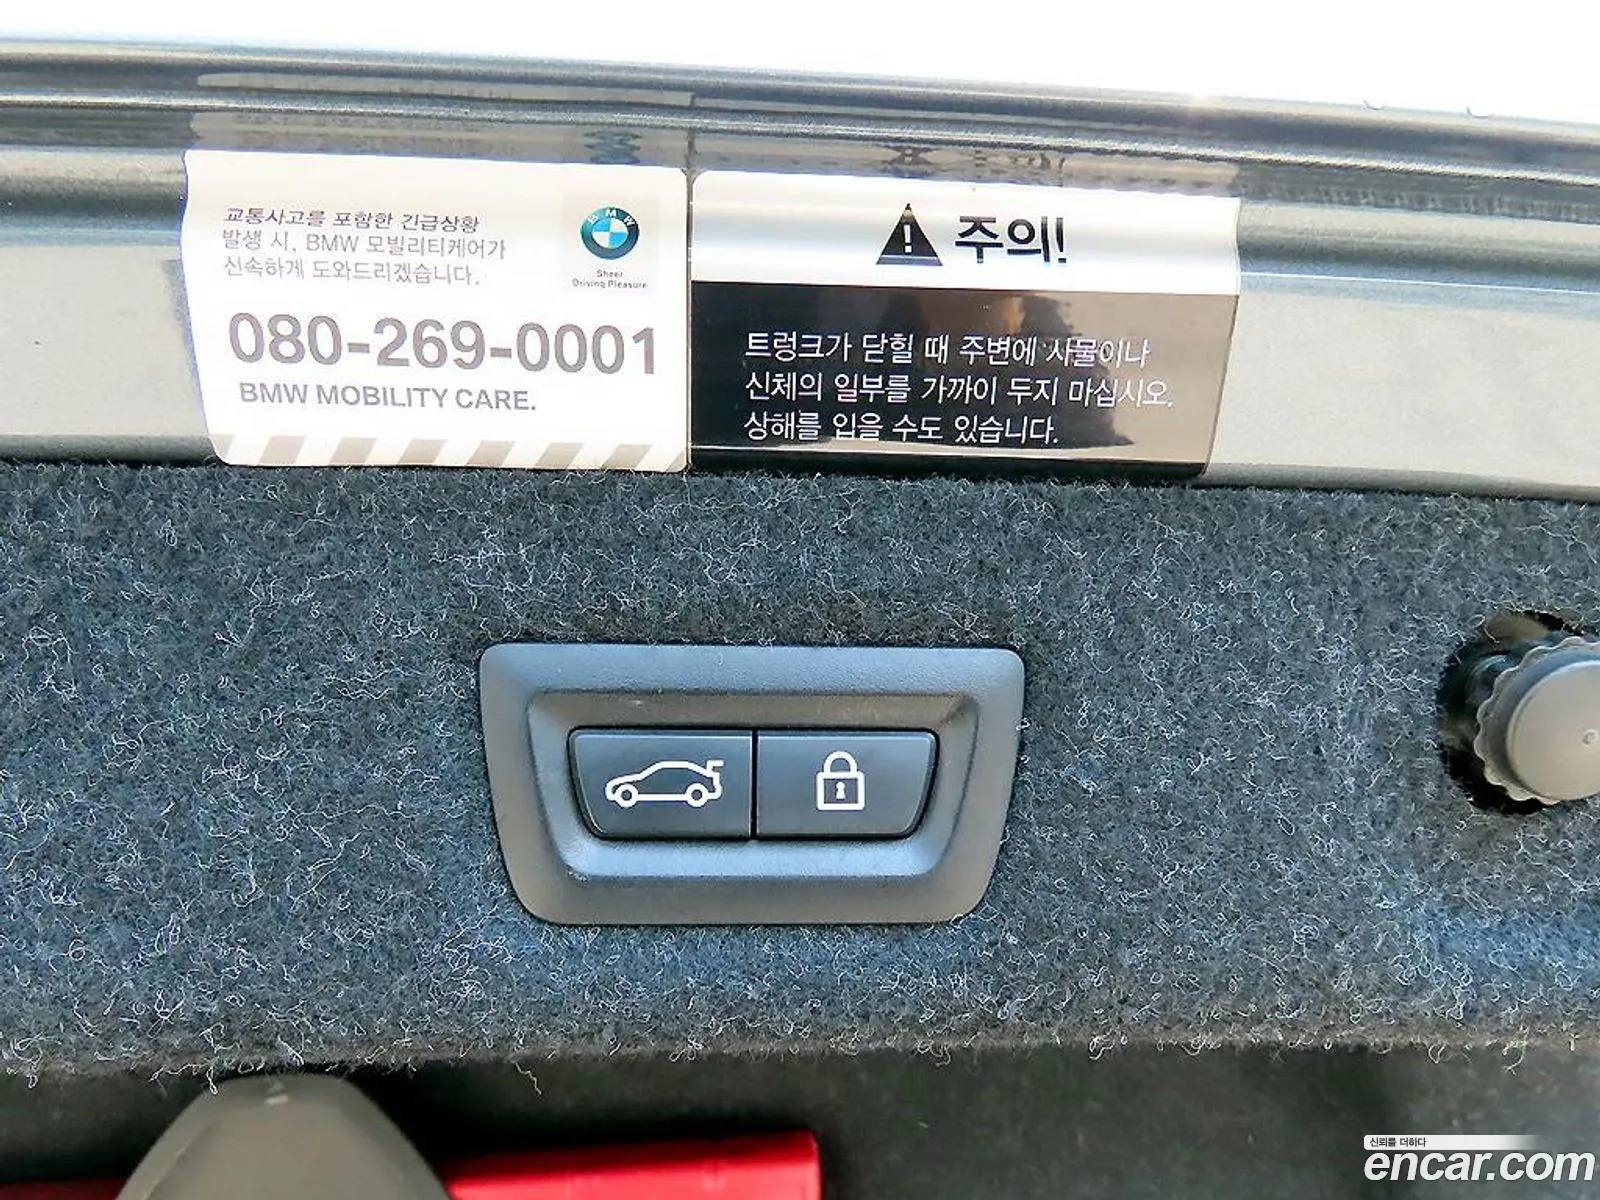 교통사고를 포함한 긴급상황
발생 시, BMW 모빌리티케어가
신속하게 도와드리겠습니다.
BMW
Sheer
Driving Pleasure
080-269-0001
BMW MOBILITY CARE.
주의!
트렁크가 닫힐 때 주변에 사물이나
신체의 일부를 가까이 두지 마십시오.
상해를 입을 수도 있습니다.
신뢰를 더하다
encar.com